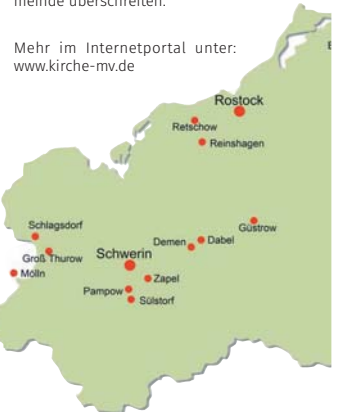 meinde überschreiten.
Mehr im Internetportal unter:
www.kirche-mv.de
Rostock
Retschow
Reinshagen
Schlagsdorf
Güstrow
Demen
Dabel
Groß Thurow
Schwerin
Mölln
Zapel
Pampow
Sülstorf